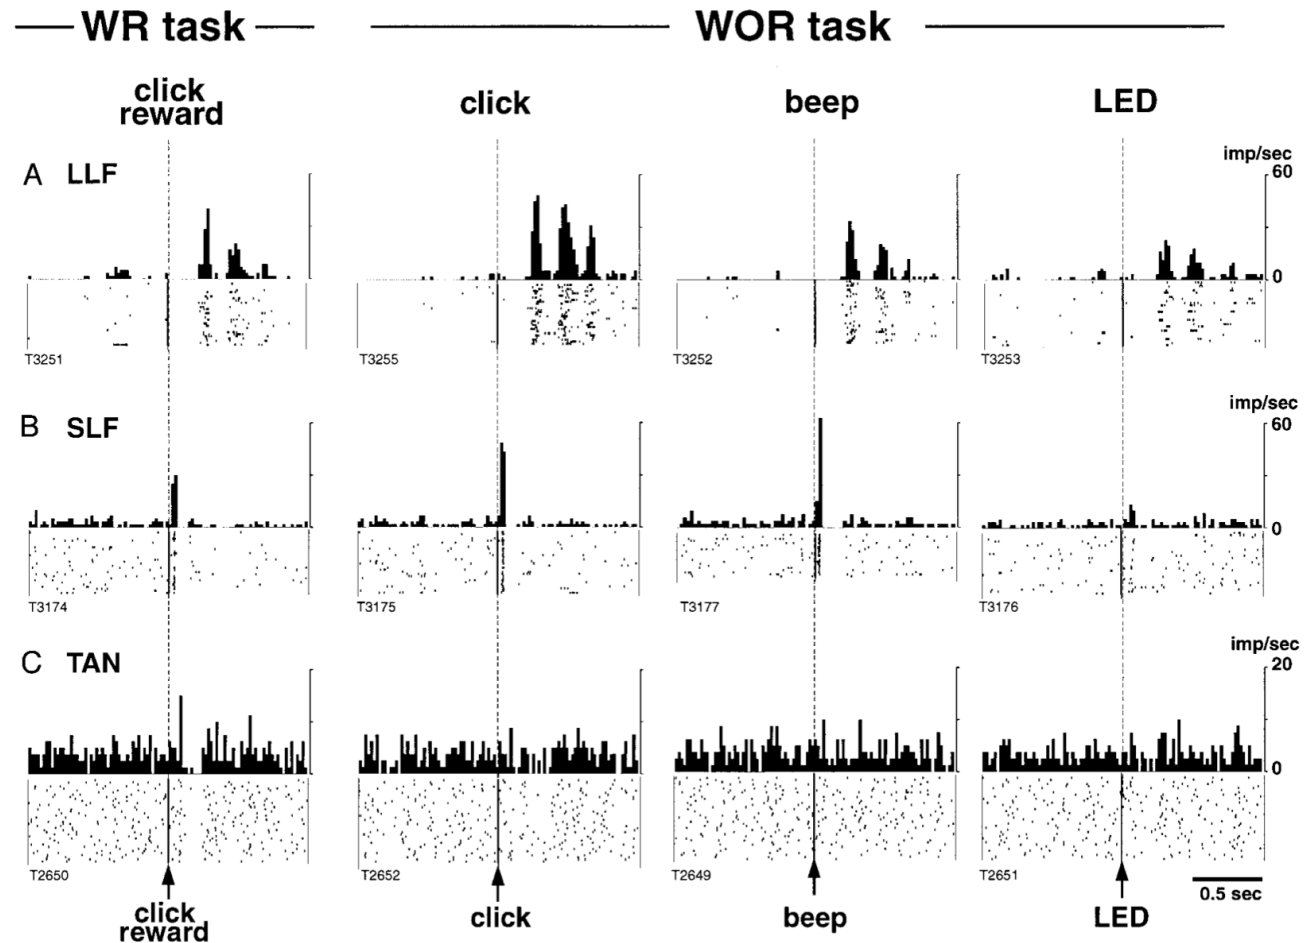 WR task WOR task
click
reward
click beep LED
A LLF
imp/sec
60
0
T3251 T3255 T3252 T3253
B SLF
imp/sec
60
0
T3174 T3175 T3177 T3176
C TAN
imp/sec
20
0
T2650 T2652 T2649 T2651
0.5 sec
click
reward
click beep LED